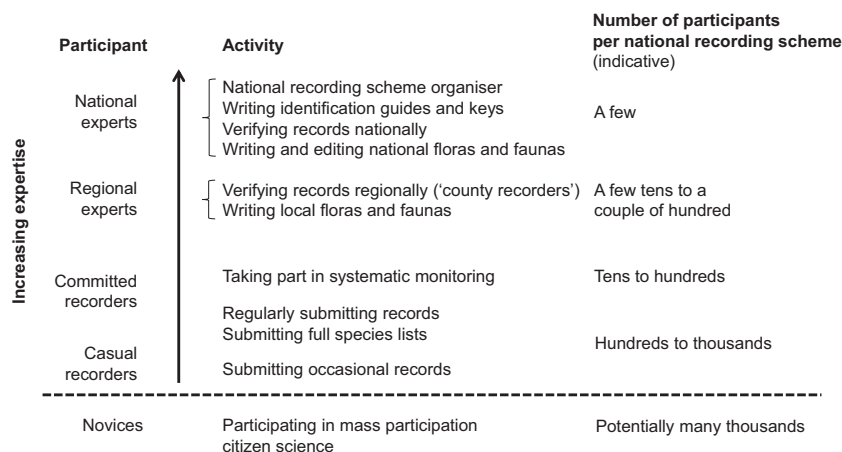 Participant
Activity
Number of participants
per national recording scheme
(indicative)
Increasing expertise
National
experts
National recording scheme organiser
Writing identification guides and keys
Verifying records nationally
Writing and editing national floras and faunas
A few
Regional
experts
Verifying records regionally (‘county recorders’)
Writing local floras and faunas
A few tens to a
couple of hundred
Committed
recorders
Taking part in systematic monitoring
Tens to hundreds
Regularly submitting records
Submitting full species lists
Hundreds to thousands
Casual
recorders
Submitting occasional records
Novices
Participating in mass participation
citizen science
Potentially many thousands